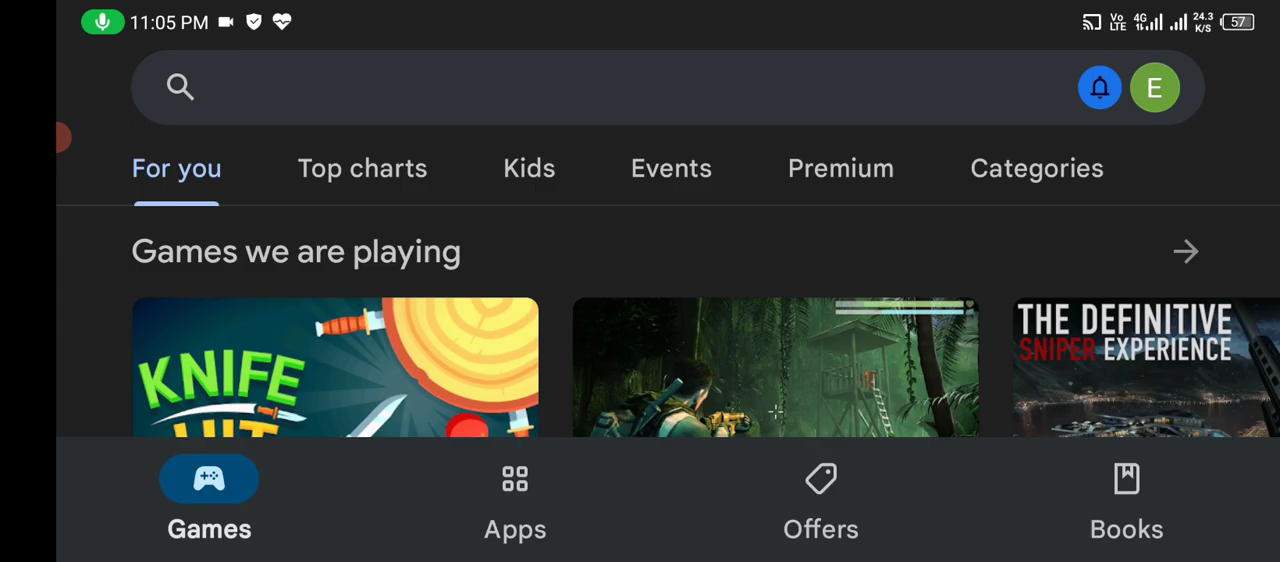 11:05 PM Vo LTE 4G 24.3 K/S 57
E
For you Top charts Kids Events Premium Categories
Games we are playing
KNIFE
HIT
THE DEFINITIVE
SNIPER EXPERIENCE
Games Apps Offers Books